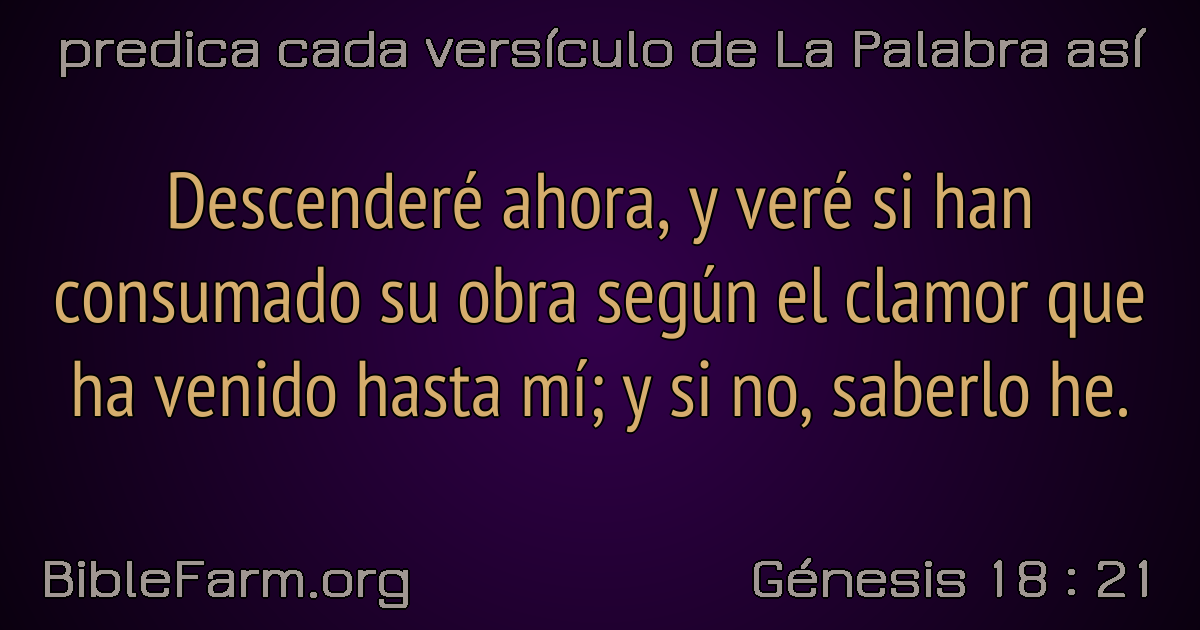 predica cada versículo de La Palabra así
Descenderé ahora, y veré si han
consumado su obra según el clamor que
ha venido hasta mí; y si no, saberlo he.
BibleFarm.org
Génesis 18 : 21